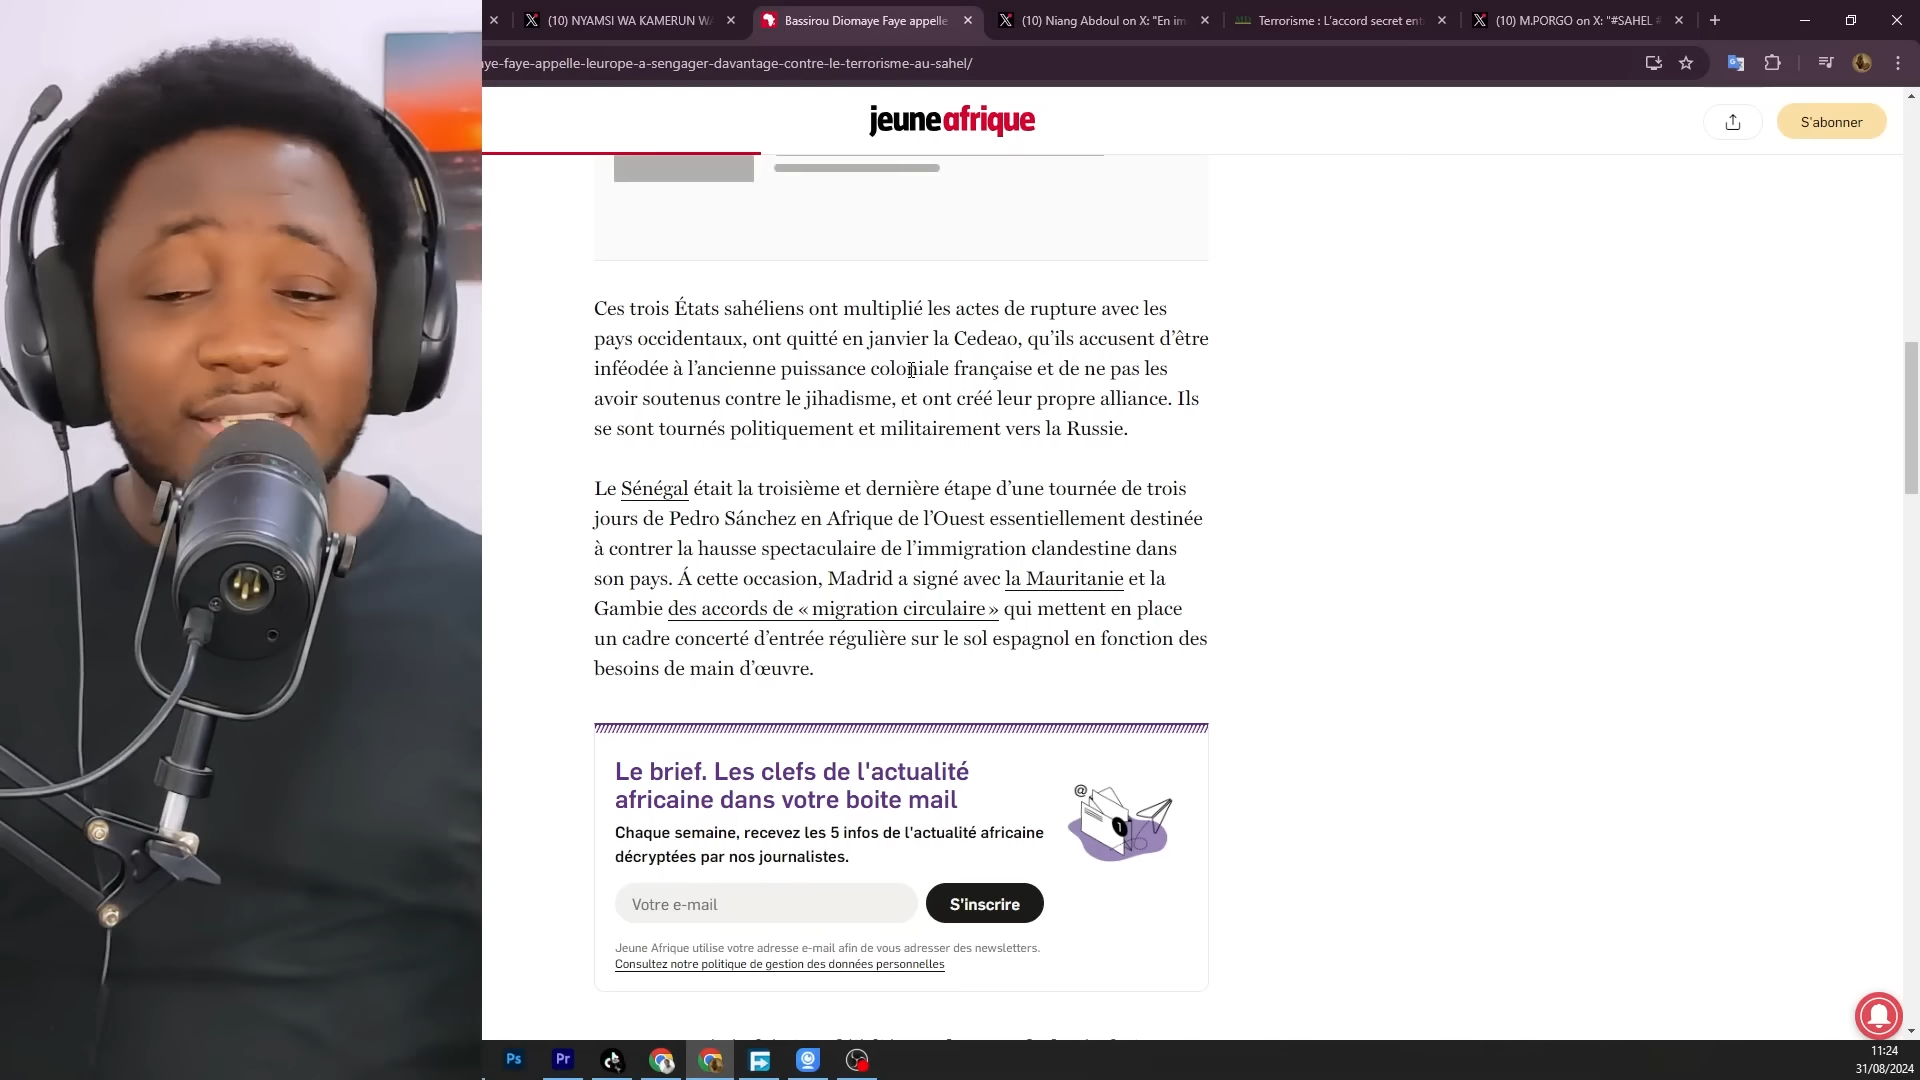 (10) NYAMSI WA KAMERUN W
Bassirou Diomaye Faye appelle
(10) Niang Abdoul on X: "En im
Terrorisme : L'accord secret ent
(10) M.PORGO on X: "#SAHEL #
aye-faye-appelle-leurope-a-sengager-davantage-contre-le-terrorisme-au-sahel/
jeune afrique
S'abonner
Ces trois États sahéliens ont multiplié les actes de rupture avec les
pays occidentaux, ont quitté en janvier la Cedeao, qu'ils accusent d'être
inféodée à l'ancienne puissance coloniale française et de ne pas les
avoir soutenus contre le jihadisme, et ont créé leur propre alliance. Ils
se sont tournés politiquement et militairement vers la Russie.
Le Sénégal était la troisième et dernière étape d'une tournée de trois
jours de Pedro Sánchez en Afrique de l'Ouest essentiellement destinée
à contrer la hausse spectaculaire de l'immigration clandestine dans
son pays. Á cette occasion, Madrid a signé avec la Mauritanie et la
Gambie des accords de « migration circulaire » qui mettent en place
un cadre concerté d'entrée régulière sur le sol espagnol en fonction des
besoins de main d'œuvre.
Le brief. Les clefs de l'actualité
africaine dans votre boite mail
Chaque semaine, recevez les 5 infos de l'actualité africaine
décryptées par nos journalistes.
Votre e-mail
S'inscrire
Jeune Afrique utilise votre adresse e-mail afin de vous adresser des newsletters.
Consultez notre politique de gestion des données personnelles
Ps
Pr
11:24
31/08/2024